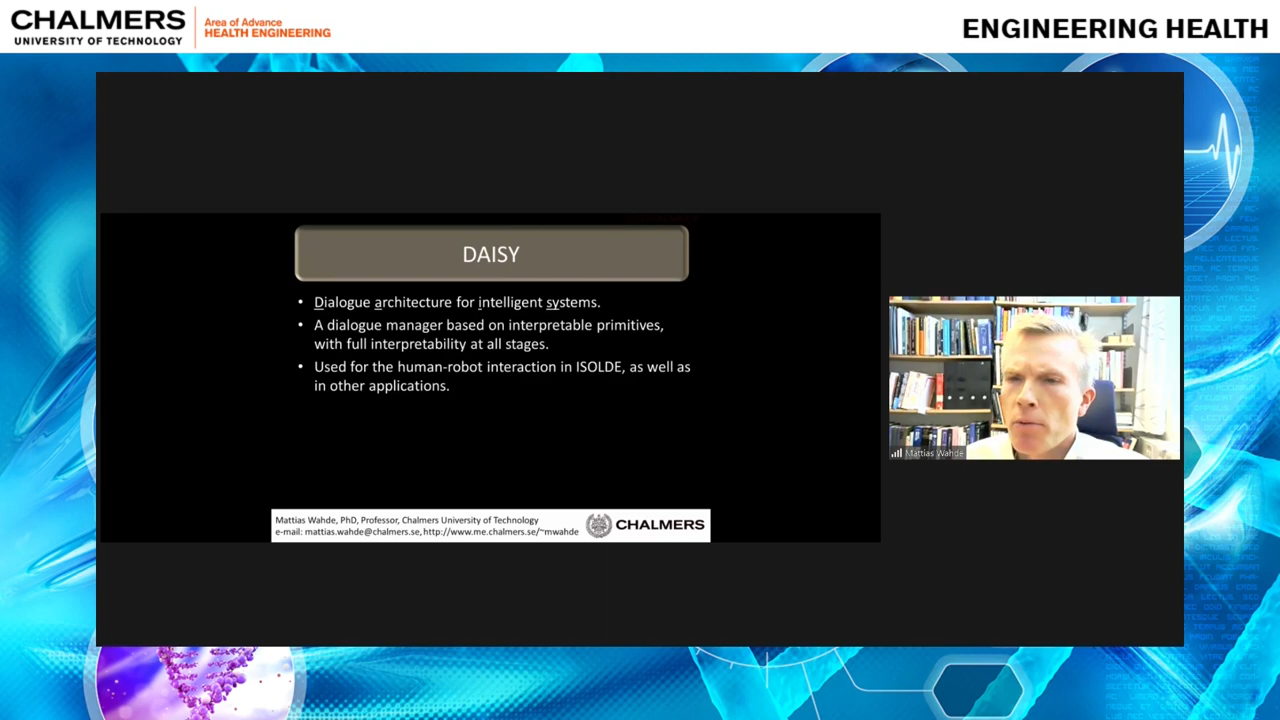 CHALMERS
UNIVERSITY OF TECHNOLOGY
Area of Advance
HEALTH ENGINEERING
ENGINEERING HEALTH
DAISY
• Dialogue architecture for intelligent systems.
• A dialogue manager based on interpretable primitives,
with full interpretability at all stages.
• Used for the human-robot interaction in ISOLDE, as well as
in other applications.
Mattias Wahde
Mattias Wahde, PhD, Professor, Chalmers University of Technology
e-mail: mattias.wahde@chalmers.se, http://www.me.chalmers.se/~mwahde
CHALMERS